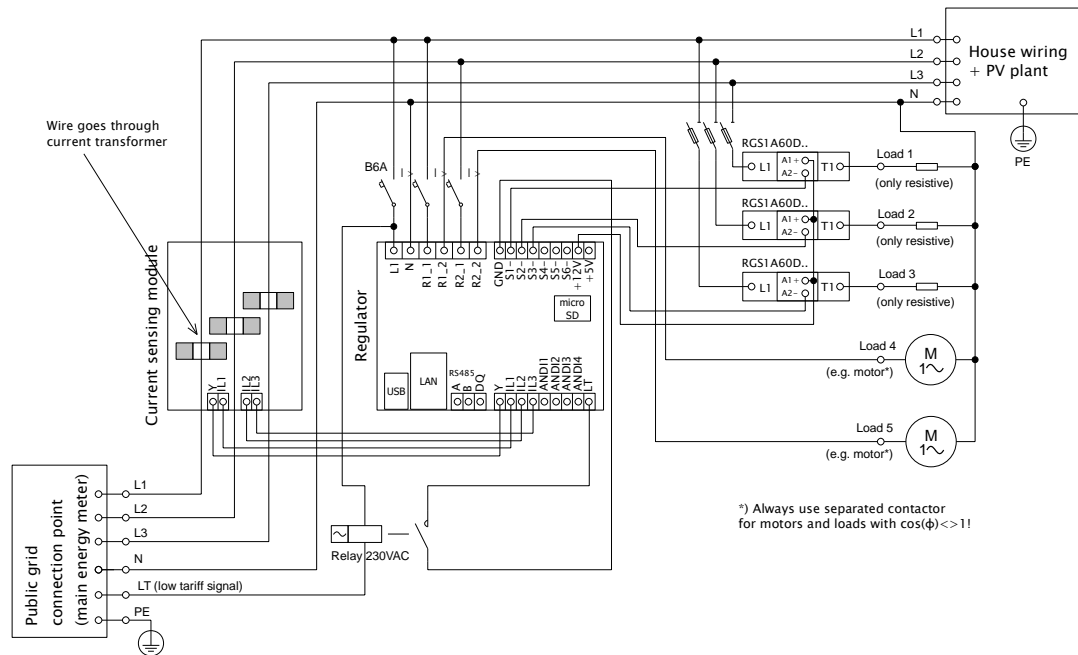 L1
L2
L3
N
House wiring
+ PV plant
PE
Wire goes through
current transformer
B6A
I >
I >
I >
RGS1A60D..
L1
A1+
A2-
T1
Load 1
(only resistive)
RGS1A60D..
L1
A1+
A2-
T1
Load 2
(only resistive)
RGS1A60D..
L1
A1+
A2-
T1
Load 3
(only resistive)
Current sensing module
Y
IL1
IL2
IL3
Regulator
L1
N
R1_1
R1_2
R2_1
R2_2
GND
S1-
S2-
S3-
S4-
S5-
S6-
+12V
+5V
micro
SD
USB
LAN
RS485
A
B
DQ
Y
IL1
IL2
IL3
ANDI1
ANDI2
ANDI3
ANDI4
LT
Load 4
(e.g. motor*)
M
1~
Load 5
(e.g. motor*)
M
1~
*) Always use separated contactor
for motors and loads with cos(ϕ)<>1!
Public grid
connection point
(main energy meter)
L1
L2
L3
N
LT (low tariff signal)
PE
~
Relay 230VAC